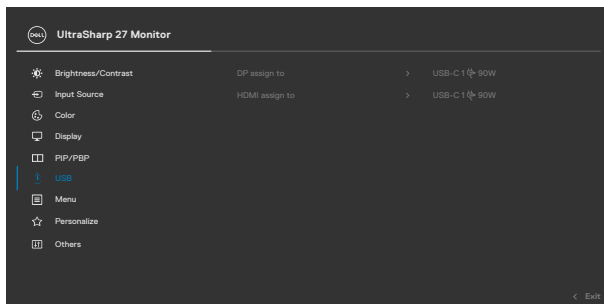 DELL UltraSharp 27 Monitor
Brightness/Contrast DP assign to > USB-C 1 90W
Input Source HDMI assign to > USB-C 1 90W
Color
Display
PIP/PBP
USB
Menu
Personalize
Others
< Exit